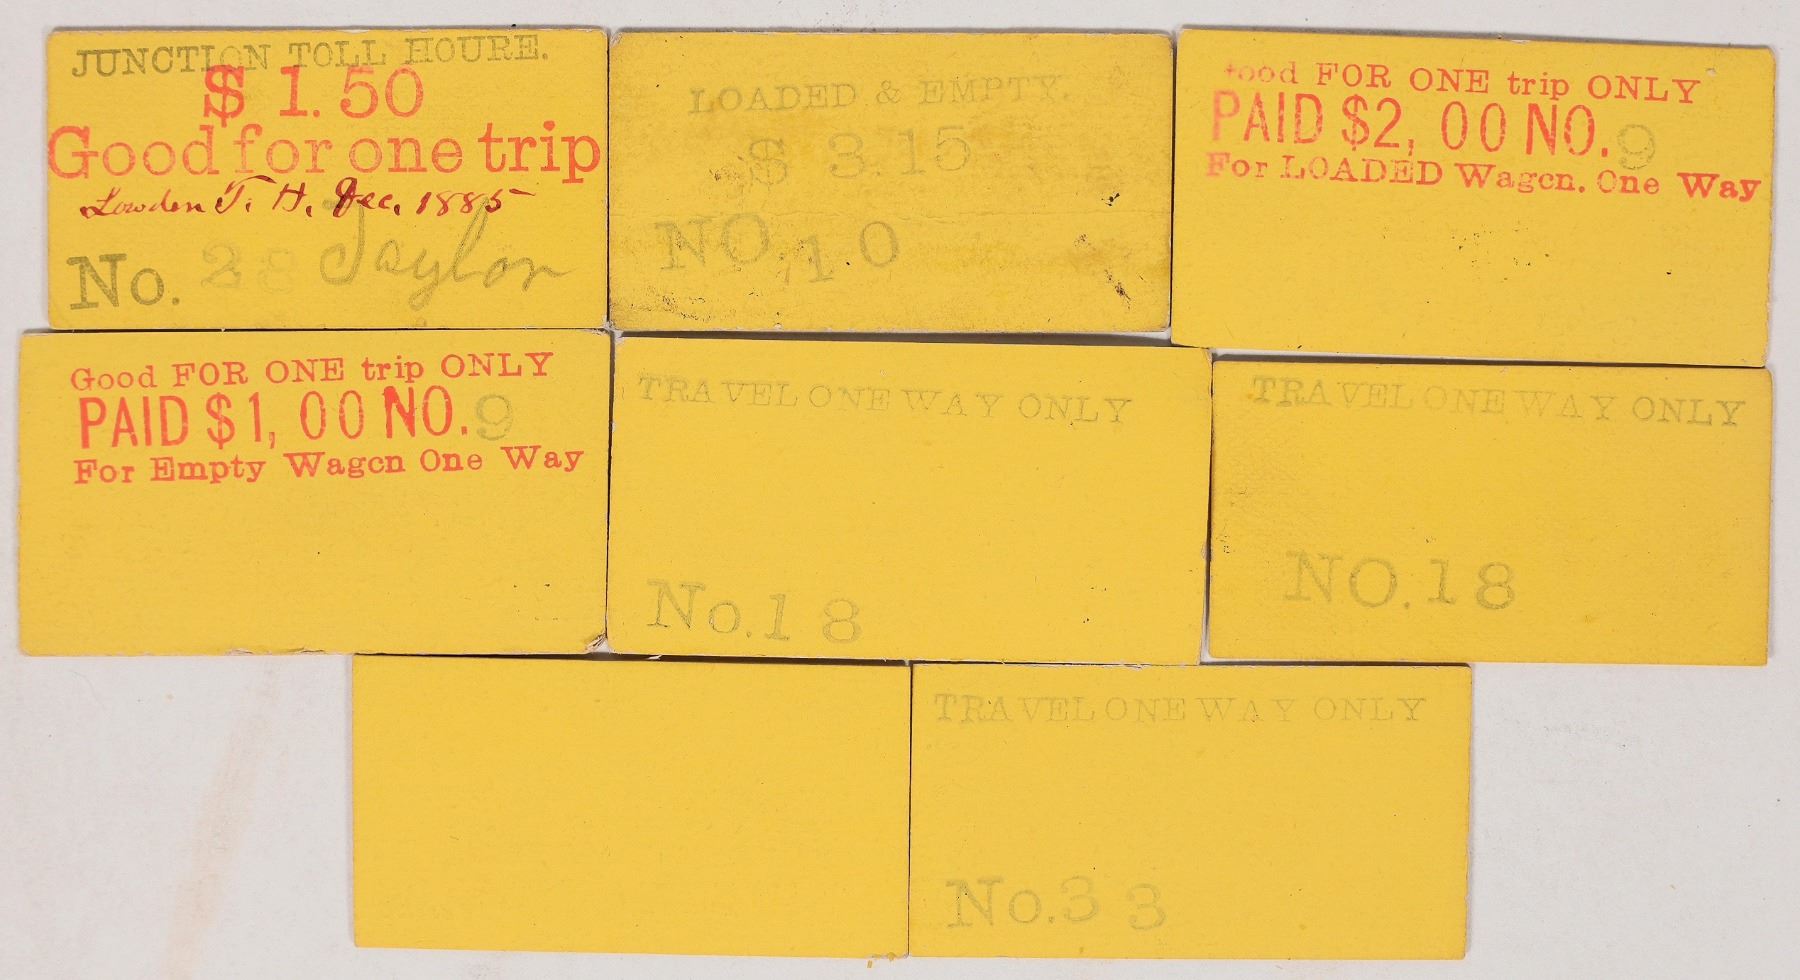 JUNCTION TOLL HOURE.
$ 1.50
Good for one trip
Lowden T. H. Dec. 1885
No. 28 Taylor
LOADED & EMPTY.
$ 3.15
NO. 10
Good FOR ONE trip ONLY
PAID $2, 00 NO. 9
For LOADED Wagcn. One Way
Good FOR ONE trip ONLY
PAID $1, 00 NO. 9
For Empty Wagcn One Way
TRAVEL ONE WAY ONLY
No. 18
TRAVEL ONE WAY ONLY
NO. 18
TRAVEL ONE WAY ONLY
No. 33